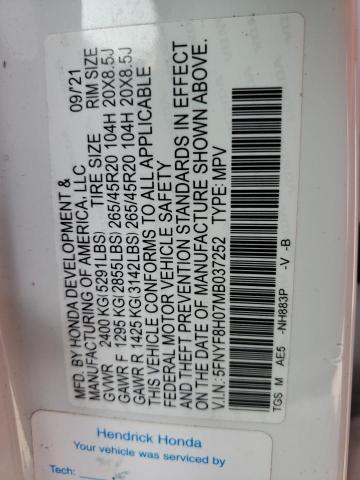 MFD. BY HONDA DEVELOPMENT & 09/'21
MANUFACTURING OF AMERICA, LLC.
TIRE SIZE RIM SIZE
GVWR 2400 KG(5291LBS)
GAWR F 1295 KG(2855LBS) 265/45R20 104H 20X8.5J
GAWR R 1425 KG(3142LBS) 265/45R20 104H 20X8.5J
THIS VEHICLE CONFORMS TO ALL APPLICABLE
FEDERAL MOTOR VEHICLE SAFETY
AND THEFT PREVENTION STANDARDS IN EFFECT
ON THE DATE OF MANUFACTURE SHOWN ABOVE.
V.I.N.: 5FNYF8H07MB037252 TYPE: MPV
TGS M AE5 -NH883P -V -B
Hendrick Honda
Your vehicle was serviced by
Tech: